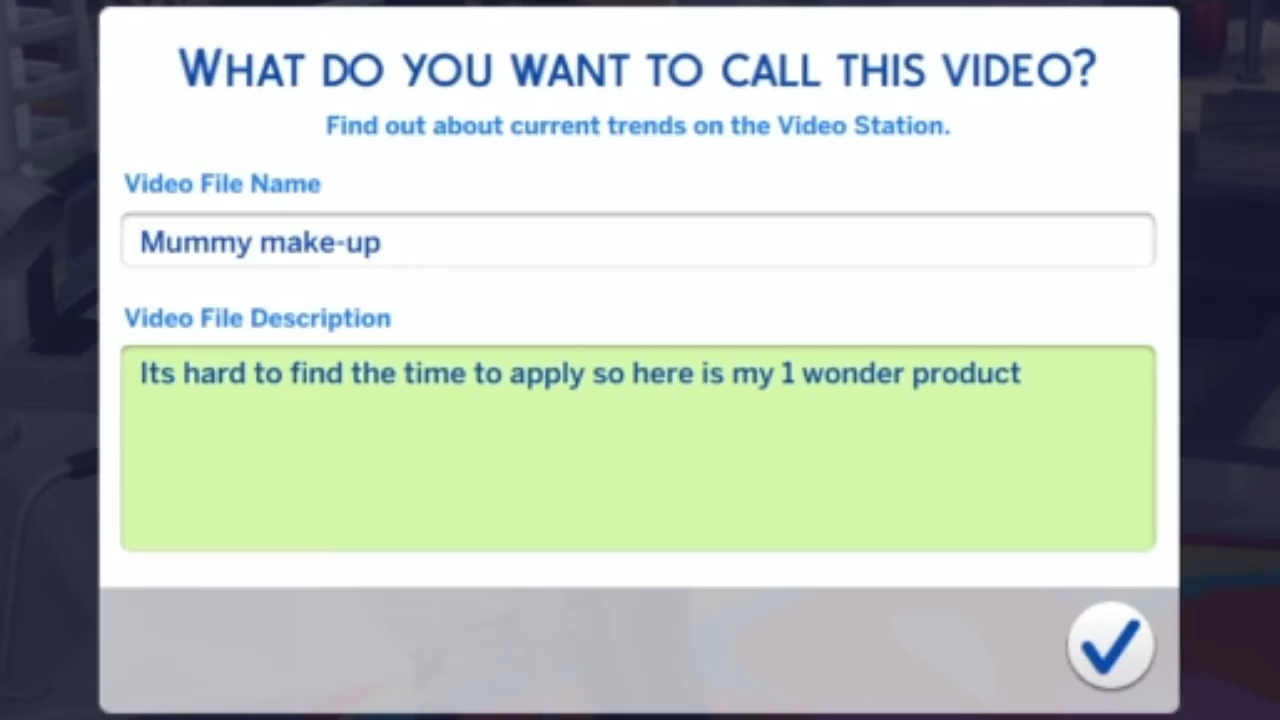 WHAT DO YOU WANT TO CALL THIS VIDEO?
Find out about current trends on the Video Station.
Video File Name
Mummy make-up
Video File Description
Its hard to find the time to apply so here is my 1 wonder product